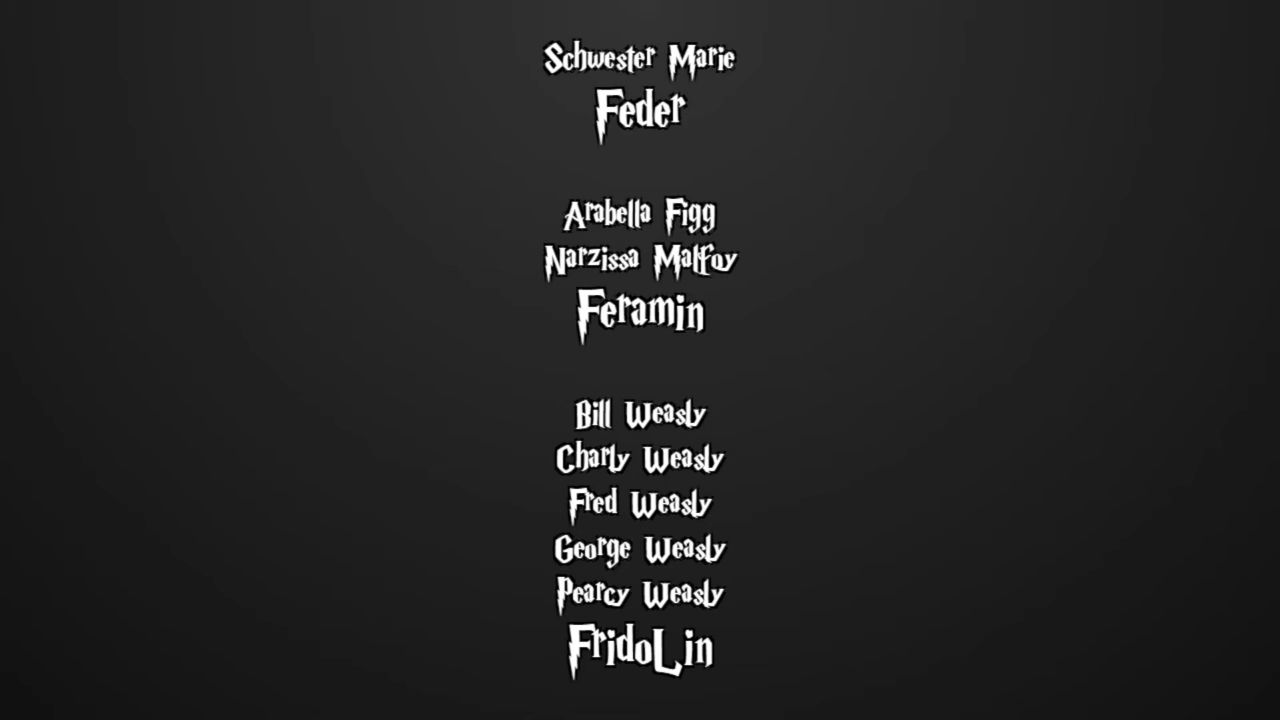 Schwester Marie
Feder
Arabella Figg
Narzissa Malfoy
Feramin
Bill Weasly
Charly Weasly
Fred Weasly
George Weasly
Pearcy Weasly
FridoLin